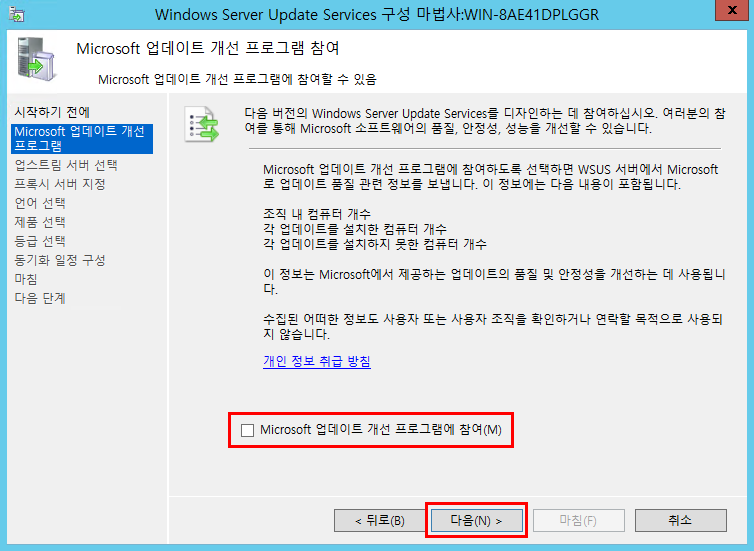 Windows Server Update Services 구성 마법사:WIN-8AE41DPLGGR
x
Microsoft 업데이트 개선 프로그램 참여
Microsoft 업데이트 개선 프로그램에 참여할 수 있음
시작하기 전에
Microsoft 업데이트 개선
프로그램
업스트림 서버 선택
프록시 서버 지정
언어 선택
제품 선택
등급 선택
동기화 일정 구성
마침
다음 단계
다음 버전의 Windows Server Update Services를 디자인하는 데 참여하십시오. 여러분의 참
여를 통해 Microsoft 소프트웨어의 품질, 안정성, 성능을 개선할 수 있습니다.
Microsoft 업데이트 개선 프로그램에 참여하도록 선택하면 WSUS 서버에서 Microsoft
로 업데이트 품질 관련 정보를 보냅니다. 이 정보에는 다음 내용이 포함됩니다.
조직 내 컴퓨터 개수
각 업데이트를 설치한 컴퓨터 개수
각 업데이트를 설치하지 못한 컴퓨터 개수
이 정보는 Microsoft에서 제공하는 업데이트의 품질 및 안정성을 개선하는 데 사용됩니
다.
수집된 어떠한 정보도 사용자 또는 사용자 조직을 확인하거나 연락할 목적으로 사용되
지 않습니다.
개인 정보 취급 방침
Microsoft 업데이트 개선 프로그램에 참여(M)
< 뒤로(B)
다음(N) >
마침(F)
취소